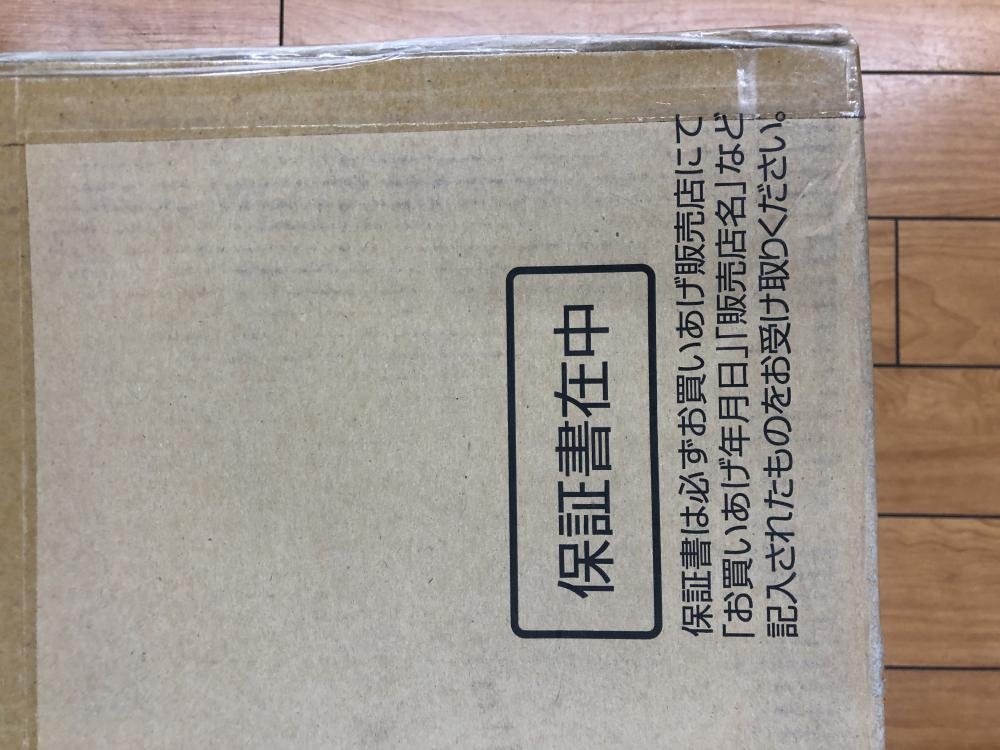 保証書在中
保証書は必ずお買いあげ販売店にて
「お買いあげ年月日」「販売店名」など
記入されたものをお受け取りください。